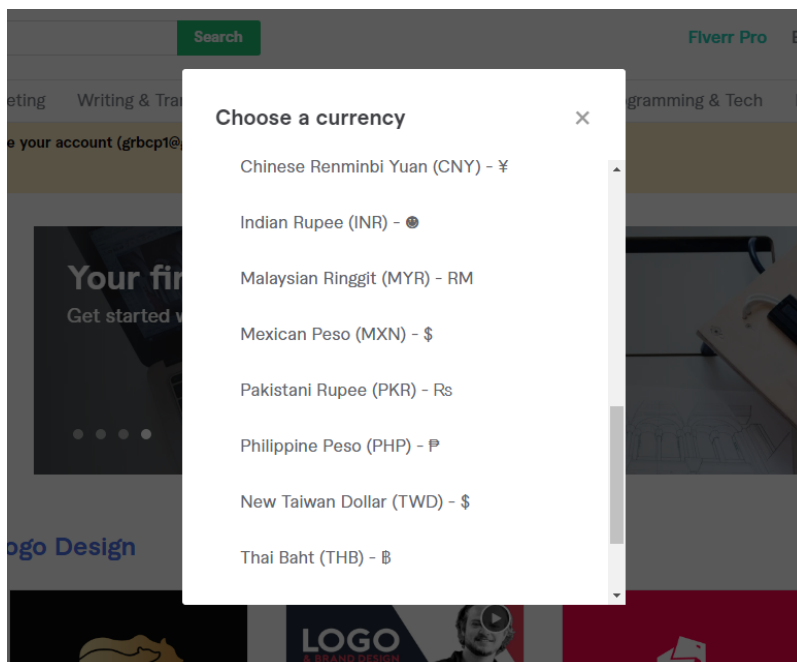 Search
Fiverr Pro
eting
Writing & Tra
gramming & Tech
e your account (grbcp1@
Choose a currency
×
Chinese Renminbi Yuan (CNY) - ¥
Indian Rupee (INR) - ☻
Malaysian Ringgit (MYR) - RM
Mexican Peso (MXN) - $
Pakistani Rupee (PKR) - ₨
Philippine Peso (PHP) - ₱
New Taiwan Dollar (TWD) - $
Thai Baht (THB) - ฿
Your fir
Get started w
ogo Design
LOGO
& BRAND DESIGN